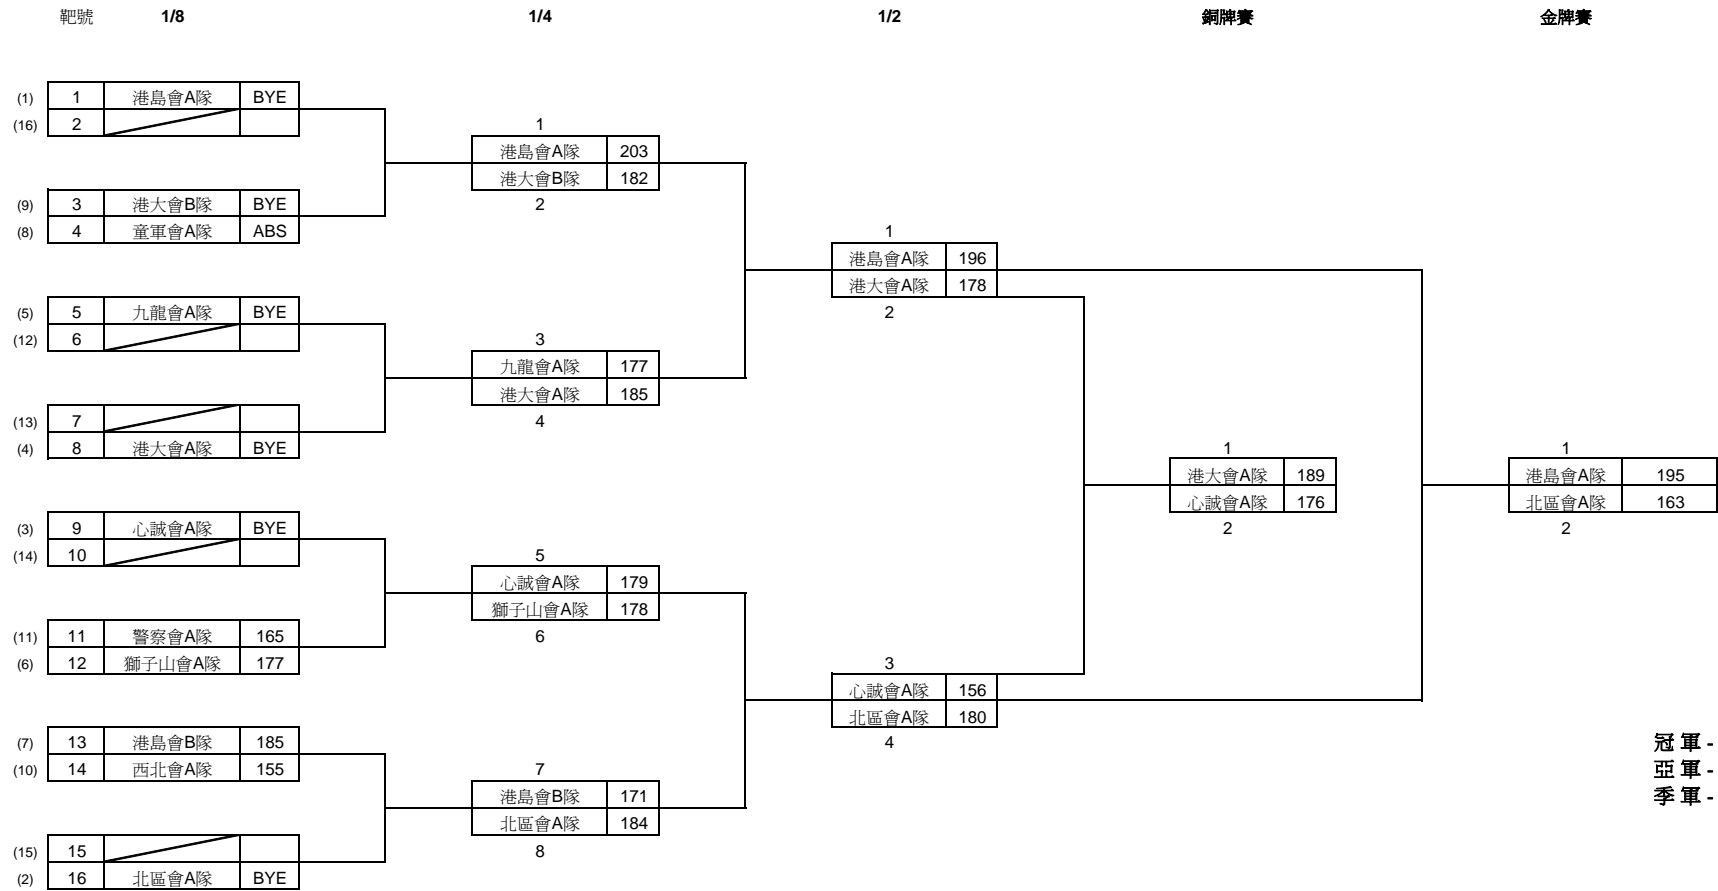 靶號 1/8 1/4 1/2 銅牌賽 金牌賽
(1) 1 港島會A隊 BYE
(16) 2 1
港島會A隊 203
港大會B隊 182
(9) 3 港大會B隊 BYE 2
(8) 4 童軍會A隊 ABS 1
港島會A隊 196
港大會A隊 178
(5) 5 九龍會A隊 BYE 2
(12) 6 3
九龍會A隊 177
港大會A隊 185
(13) 7 4
(4) 8 港大會A隊 BYE 1 1
港大會A隊 189 港島會A隊 195
心誠會A隊 176 北區會A隊 163
(3) 9 心誠會A隊 BYE 2 2
(14) 10 5
心誠會A隊 179
獅子山會A隊 178
(11) 11 警察會A隊 165 6
(6) 12 獅子山會A隊 177 3
心誠會A隊 156
北區會A隊 180
(7) 13 港島會B隊 185 4 冠 軍 -
(10) 14 西北會A隊 155 7 亞 軍 -
港島會B隊 171 季 軍 -
北區會A隊 184
(15) 15 8
(2) 16 北區會A隊 BYE